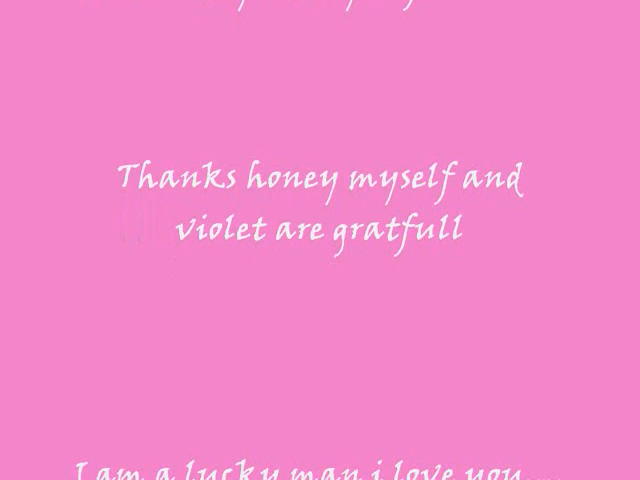 Thanks honey myself and
violet are gratfull
I am a lucky man i love you....